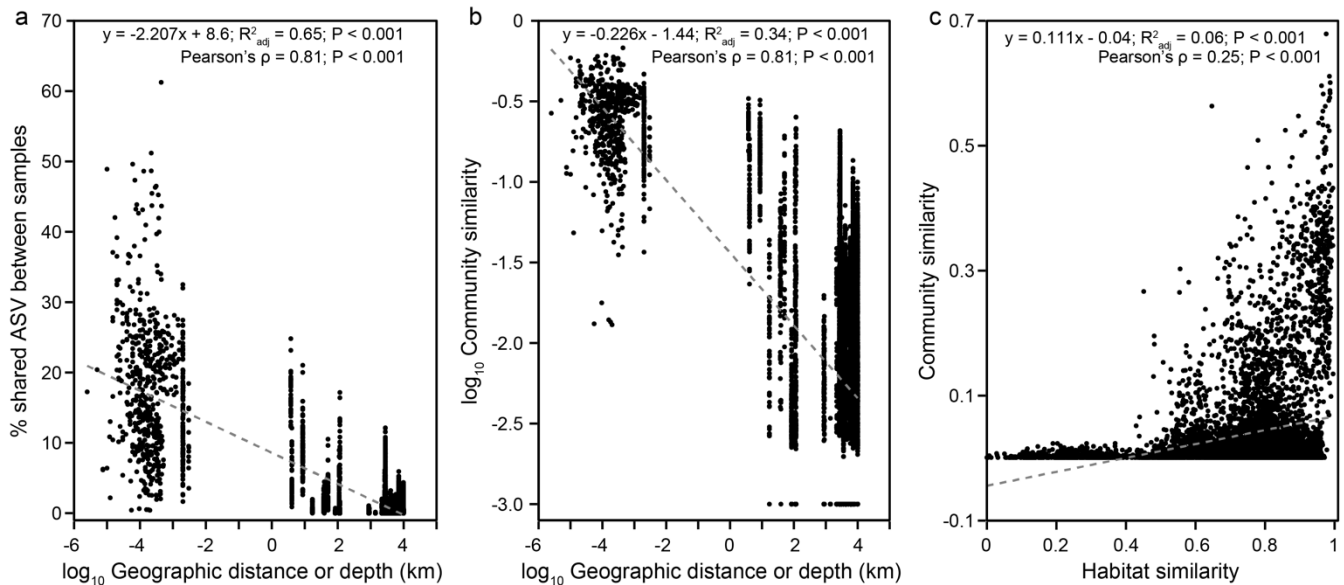 a
y = -2.207x + 8.6; R²adj = 0.65; P < 0.001
Pearson's ρ = 0.81; P < 0.001
70
60
50
40
30
20
10
0
% shared ASV between samples
-6 -4 -2 0 2 4 6
log₁₀ Geographic distance or depth (km)
b
y = -0.226x - 1.44; R²adj = 0.34; P < 0.001
Pearson's ρ = 0.81; P < 0.001
-0
-0.5
-1.0
-1.5
-2.0
-2.5
-3.0
log₁₀ Community similarity
-6 -4 -2 0 2 4 6
log₁₀ Geographic distance or depth (km)
c
y = 0.111x - 0.04; R²adj = 0.06; P < 0.001
Pearson's ρ = 0.25; P < 0.001
0.7
0.5
0.3
0.1
-0.1
Community similarity
0 0.2 0.4 0.6 0.8 1
Habitat similarity